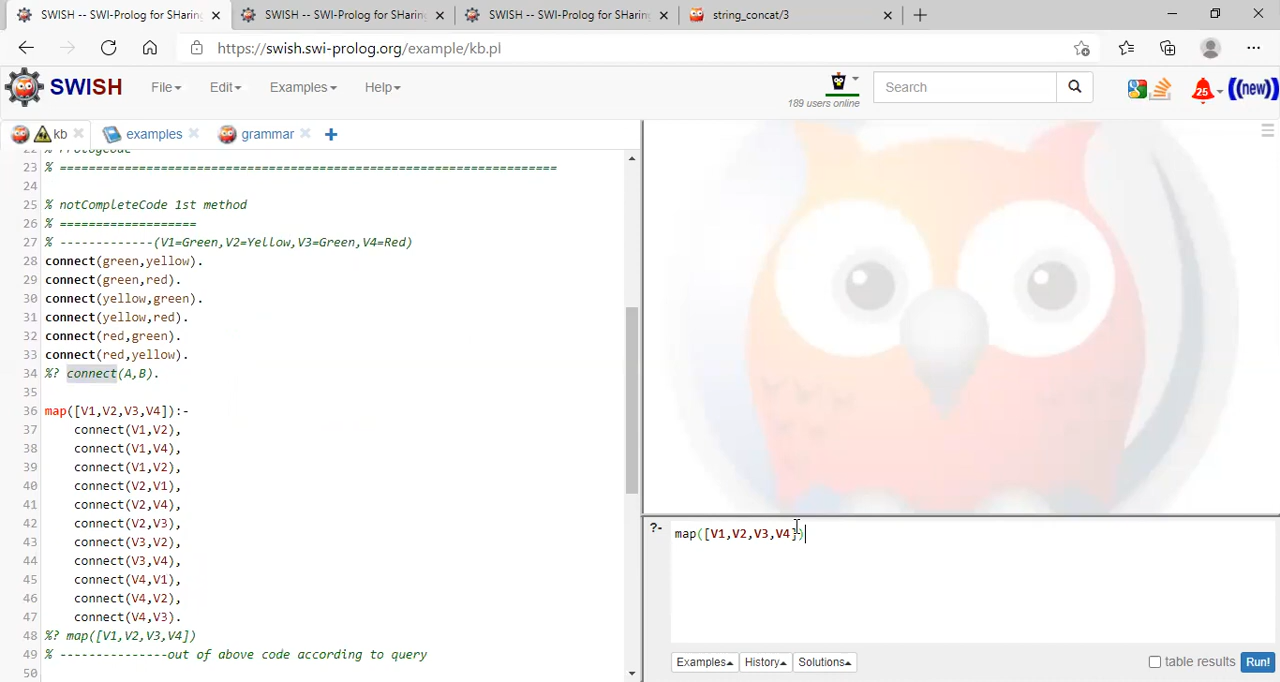 SWISH -- SWI-Prolog for SHaring
SWISH -- SWI-Prolog for SHaring
SWISH -- SWI-Prolog for SHaring
string_concat/3
https://swish.swi-prolog.org/example/kb.pl
SWISH
File
Edit
Examples
Help
189 users online
Search
25
((new))
kb
examples
grammar
22 % PrologCode
23 % =====================================================================
24
25 % notCompleteCode 1st method
26 % ===================
27 % -------------(V1=Green,V2=Yellow,V3=Green,V4=Red)
28 connect(green,yellow).
29 connect(green,red).
30 connect(yellow,green).
31 connect(yellow,red).
32 connect(red,green).
33 connect(red,yellow).
34 %? connect(A,B).
35
36 map([V1,V2,V3,V4]):-
37 connect(V1,V2),
38 connect(V1,V4),
39 connect(V1,V2),
40 connect(V2,V1),
41 connect(V2,V4),
42 connect(V2,V3),
43 connect(V3,V2),
44 connect(V3,V4),
45 connect(V4,V1),
46 connect(V4,V2),
47 connect(V4,V3).
48 %? map([V1,V2,V3,V4])
49 % ---------------out of above code according to query
50
?- map([V1,V2,V3,V4])
Examples
History
Solutions
table results
Run!